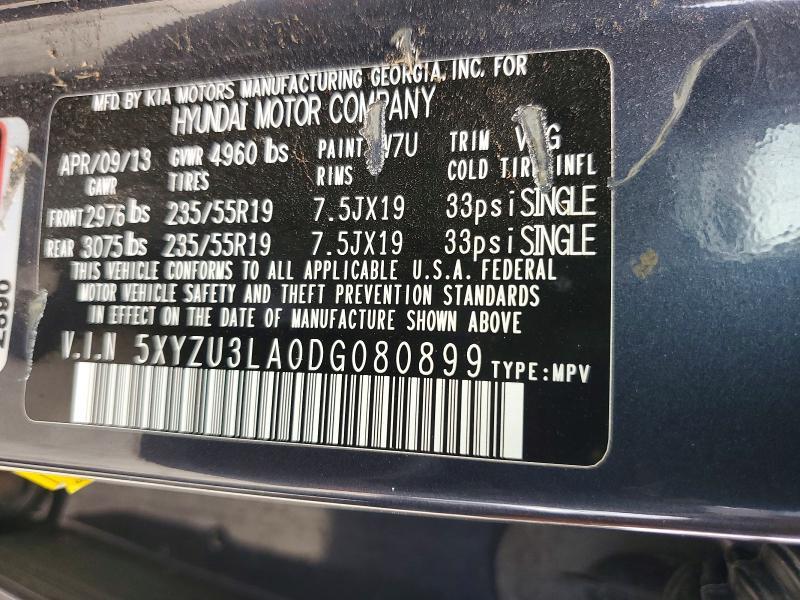 MFD. BY KIA MOTORS MANUFACTURING GEORGIA, INC. FOR
HYUNDAI MOTOR COMPANY
APR/09/13 GVWR 4960 lbs PAINT TRIM
GAWR TIRES RIMS COLD TIRE INFL
FRONT 2976 lbs 235/55R19 7.5JX19 33psi SINGLE
REAR 3075 lbs 235/55R19 7.5JX19 33psi SINGLE
THIS VEHICLE CONFORMS TO ALL APPLICABLE U.S.A. FEDERAL
MOTOR VEHICLE SAFETY AND THEFT PREVENTION STANDARDS
IN EFFECT ON THE DATE OF MANUFACTURE SHOWN ABOVE
V.I.N 5XYZU3LA0DG080899 TYPE:MPV